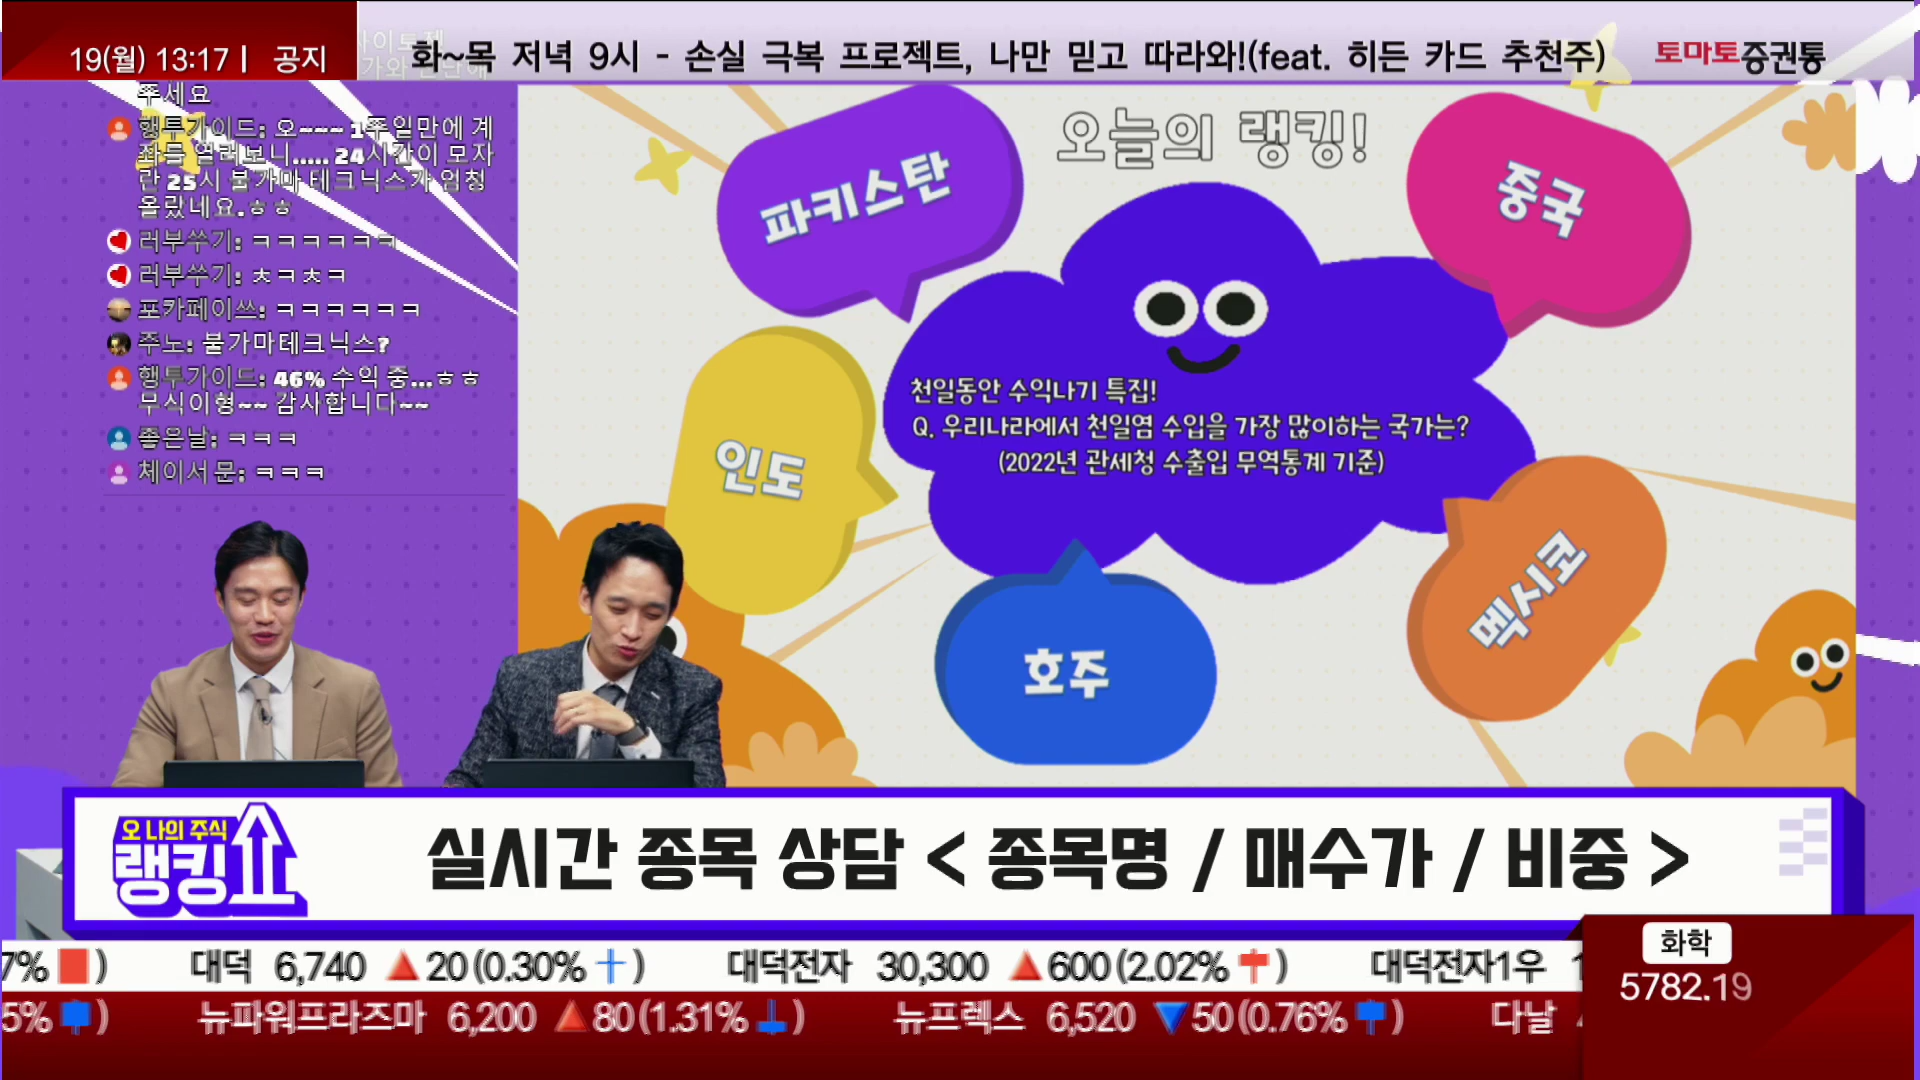 19(월) 13:17 | 공지
화~목 저녁 9시 - 손실 극복 프로젝트, 나만 믿고 따라와!(feat. 히든 카드 추천주)
토마토증권통
주세요
행투가이드: 오~~~ 1주일만에 계
좌를 열러보니..... 24시간이 모자
란 25시 불가마 테크닉스가 엄청
올랐네요.ㅎㅎ
러부쑤기: ㅋㅋㅋㅋㅋㅋ
러부쑤기: ㅊㅋㅊㅋ
포카페이쓰: ㅋㅋㅋㅋㅋㅋ
주노: 불가마테크닉스?
행투가이드: 46% 수익 중...ㅎㅎ
무식이형~~ 감사합니다~~
좋은날: ㅋㅋㅋ
체이서 문: ㅋㅋㅋ
오늘의 랭킹!
파키스탄
중국
천일동안 수익나기 특집!
Q. 우리나라에서 천일염 수입을 가장 많이하는 국가는?
(2022년 관세청 수출입 무역통계 기준)
인도
멕시코
호주
오 나의 주식
랭킹쇼
실시간 종목 상담 < 종목명 / 매수가 / 비중 >
7% ) 대덕 6,740 ▲20(0.30% ) 대덕전자 30,300 ▲600(2.02% ) 대덕전자1우
5% ) 뉴파워프라즈마 6,200 ▲80(1.31% ) 뉴프렉스 6,520 ▼50(0.76% ) 다날
화학
5782.19